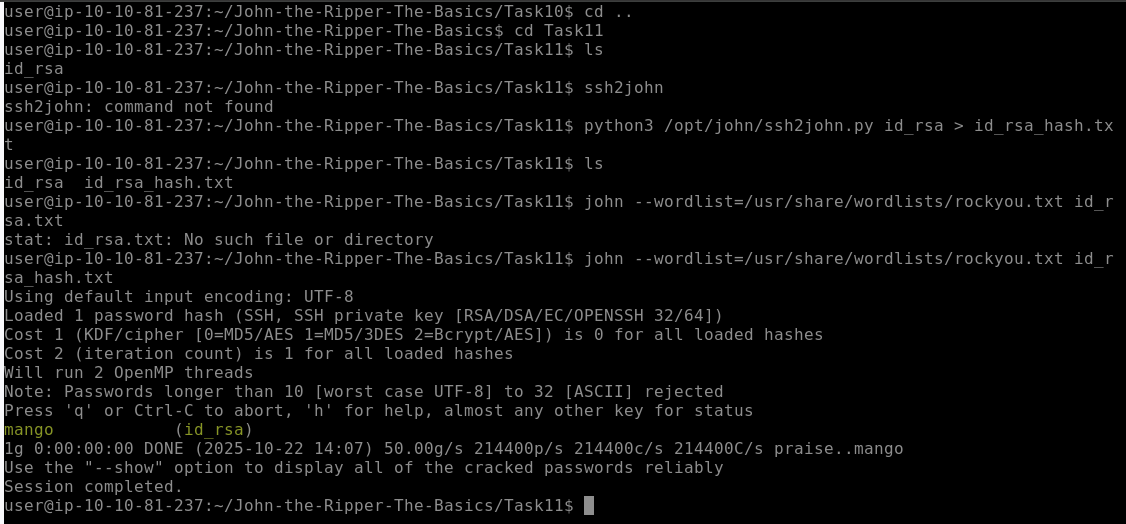 user@ip-10-10-81-237:~/John-the-Ripper-The-Basics/Task10$ cd ..
user@ip-10-10-81-237:~/John-the-Ripper-The-Basics$ cd Task11
user@ip-10-10-81-237:~/John-the-Ripper-The-Basics/Task11$ ls
id_rsa
user@ip-10-10-81-237:~/John-the-Ripper-The-Basics/Task11$ ssh2john
ssh2john: command not found
user@ip-10-10-81-237:~/John-the-Ripper-The-Basics/Task11$ python3 /opt/john/ssh2john.py id_rsa > id_rsa_hash.tx
t
user@ip-10-10-81-237:~/John-the-Ripper-The-Basics/Task11$ ls
id_rsa  id_rsa_hash.txt
user@ip-10-10-81-237:~/John-the-Ripper-The-Basics/Task11$ john --wordlist=/usr/share/wordlists/rockyou.txt id_r
sa.txt
stat: id_rsa.txt: No such file or directory
user@ip-10-10-81-237:~/John-the-Ripper-The-Basics/Task11$ john --wordlist=/usr/share/wordlists/rockyou.txt id_r
sa_hash.txt
Using default input encoding: UTF-8
Loaded 1 password hash (SSH, SSH private key [RSA/DSA/EC/OPENSSH 32/64])
Cost 1 (KDF/cipher [0=MD5/AES 1=MD5/3DES 2=Bcrypt/AES]) is 0 for all loaded hashes
Cost 2 (iteration count) is 1 for all loaded hashes
Will run 2 OpenMP threads
Note: Passwords longer than 10 [worst case UTF-8] to 32 [ASCII] rejected
Press 'q' or Ctrl-C to abort, 'h' for help, almost any other key for status
mango            (id_rsa)
1g 0:00:00:00 DONE (2025-10-22 14:07) 50.00g/s 214400p/s 214400c/s 214400C/s praise..mango
Use the "--show" option to display all of the cracked passwords reliably
Session completed.
user@ip-10-10-81-237:~/John-the-Ripper-The-Basics/Task11$